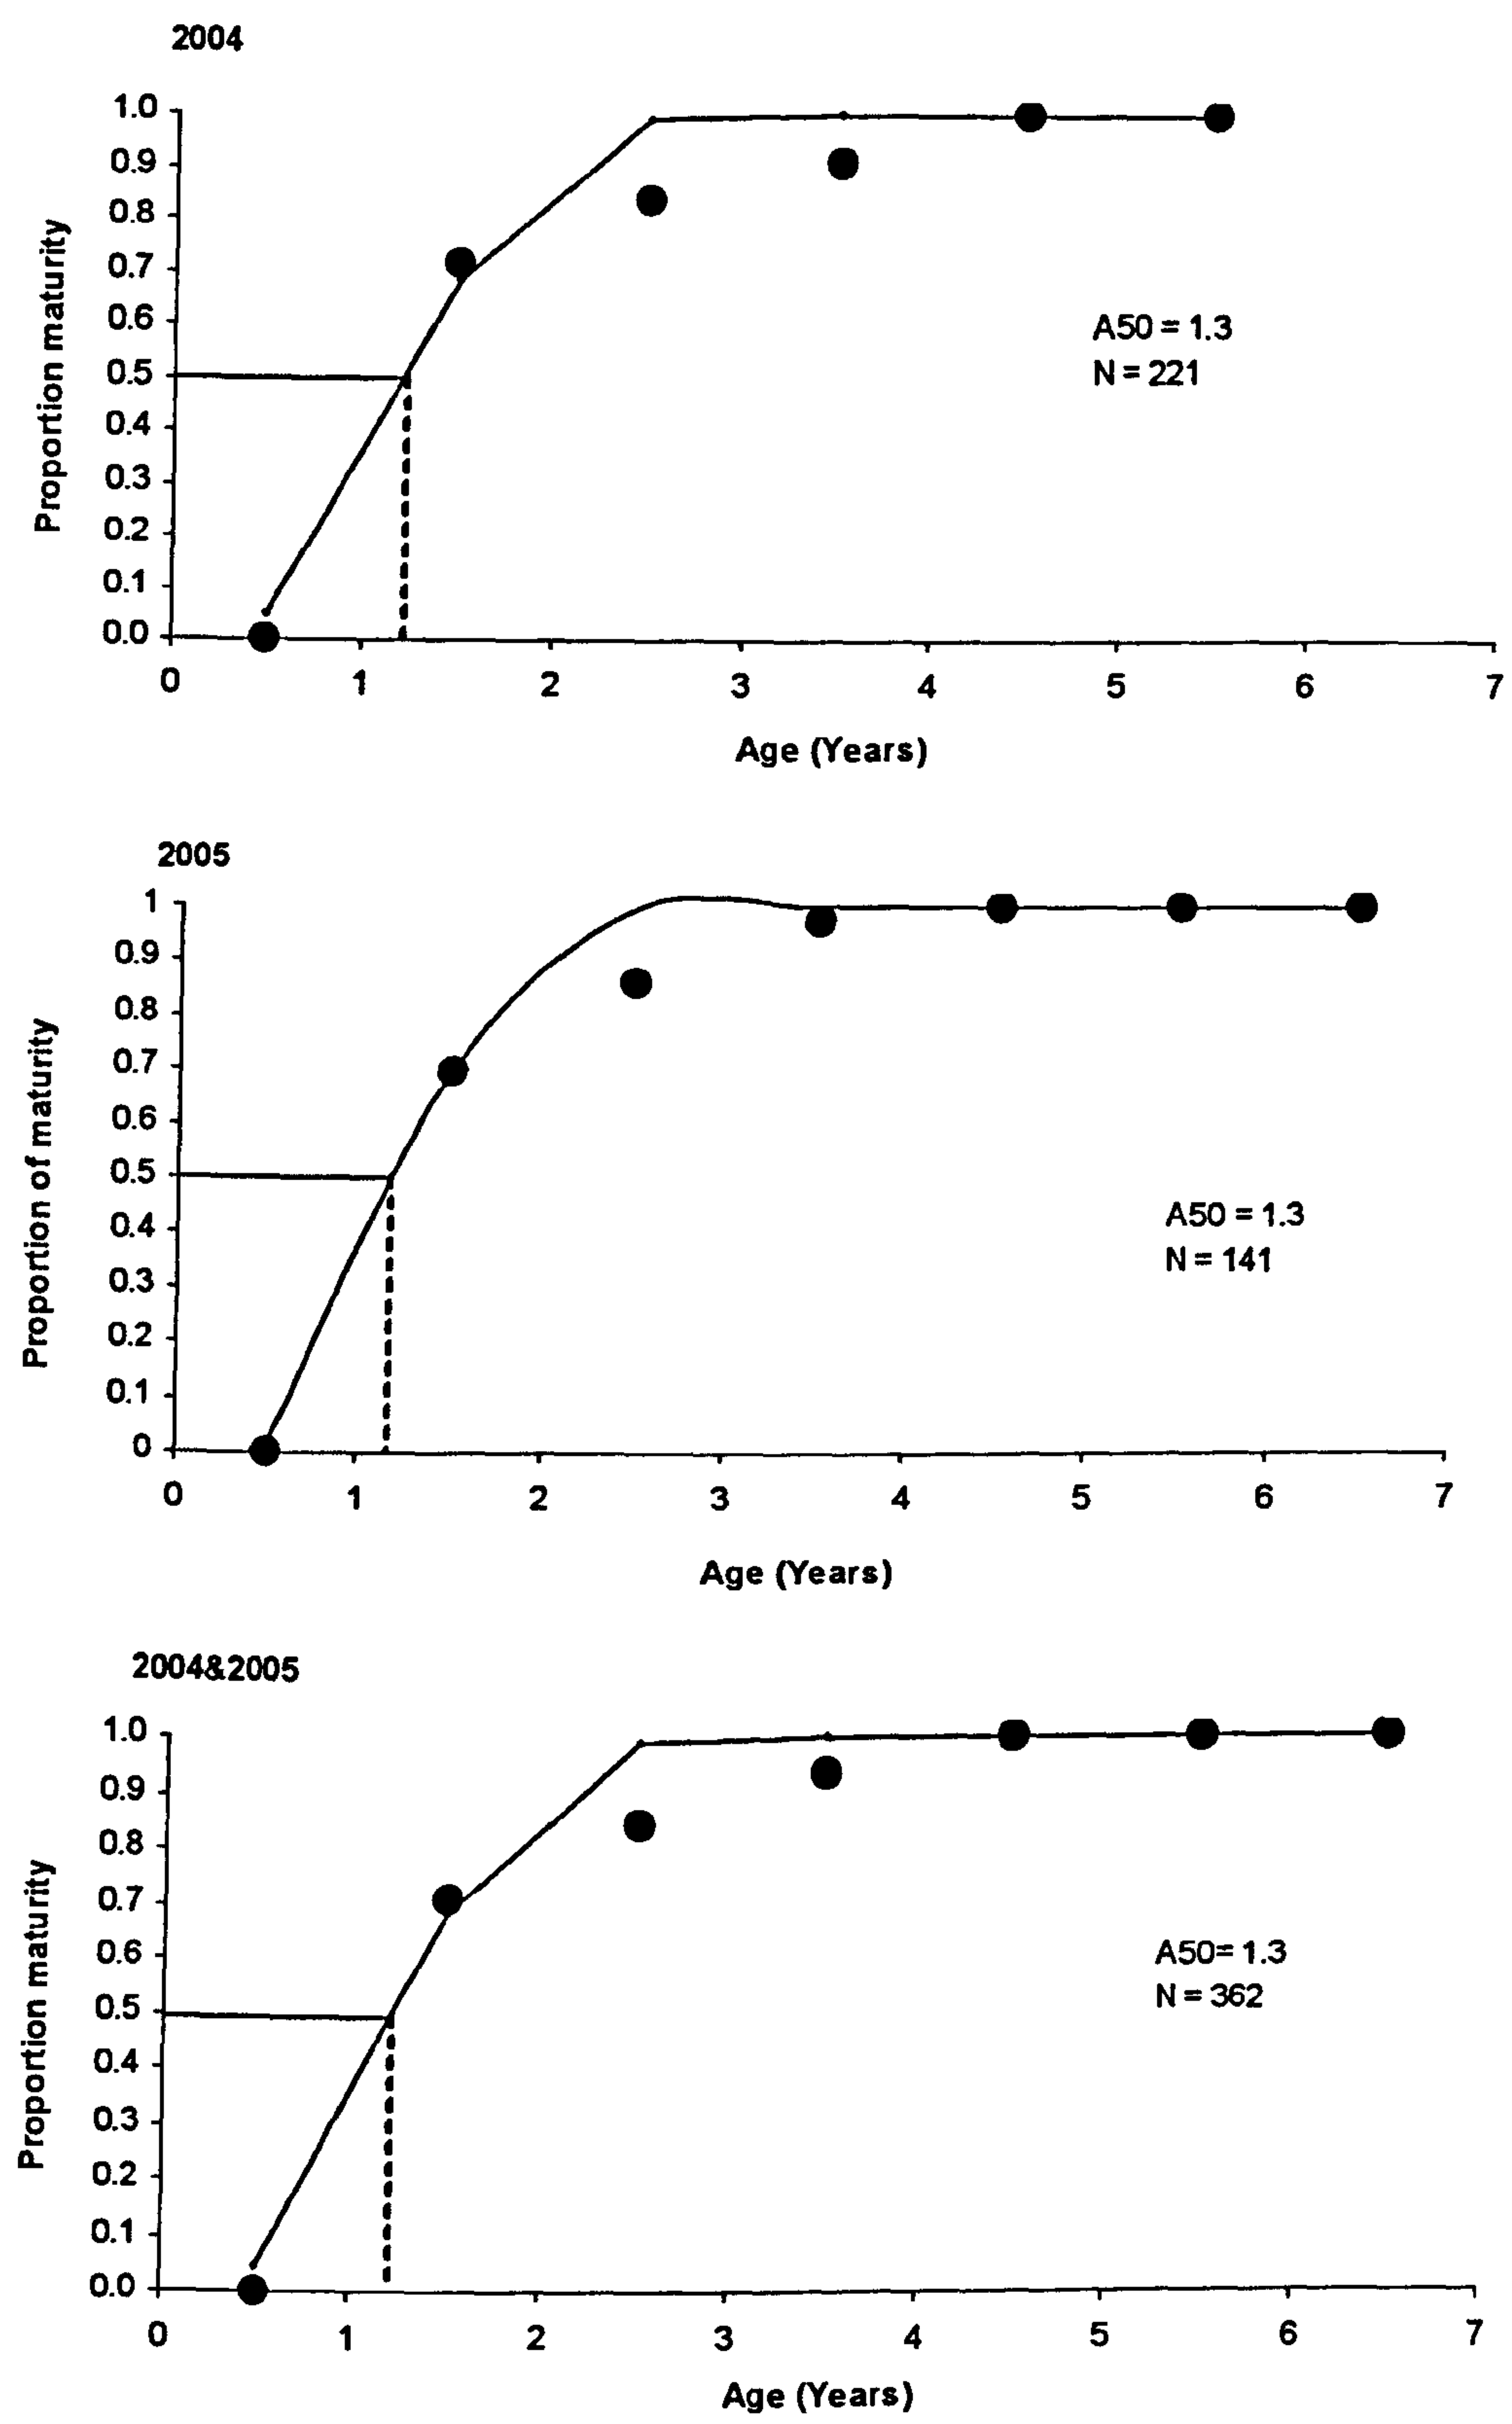 2004
1.0
0.9
0.8
0.7
0.6
0.5
0.4
0.3
0.2
0.1
0.0
Proportion maturity
A50 = 1.3
N = 221
0 1 2 3 4 5 6 7
Age (Years)
2005
1
0.9
0.8
0.7
0.6
0.5
0.4
0.3
0.2
0.1
0
Proportion of maturity
A50 = 1.3
N = 141
0 1 2 3 4 5 6 7
Age (Years)
2004&2005
1.0
0.9
0.8
0.7
0.6
0.5
0.4
0.3
0.2
0.1
0.0
Proportion maturity
A50= 1.3
N = 362
0 1 2 3 4 5 6 7
Age (Years)